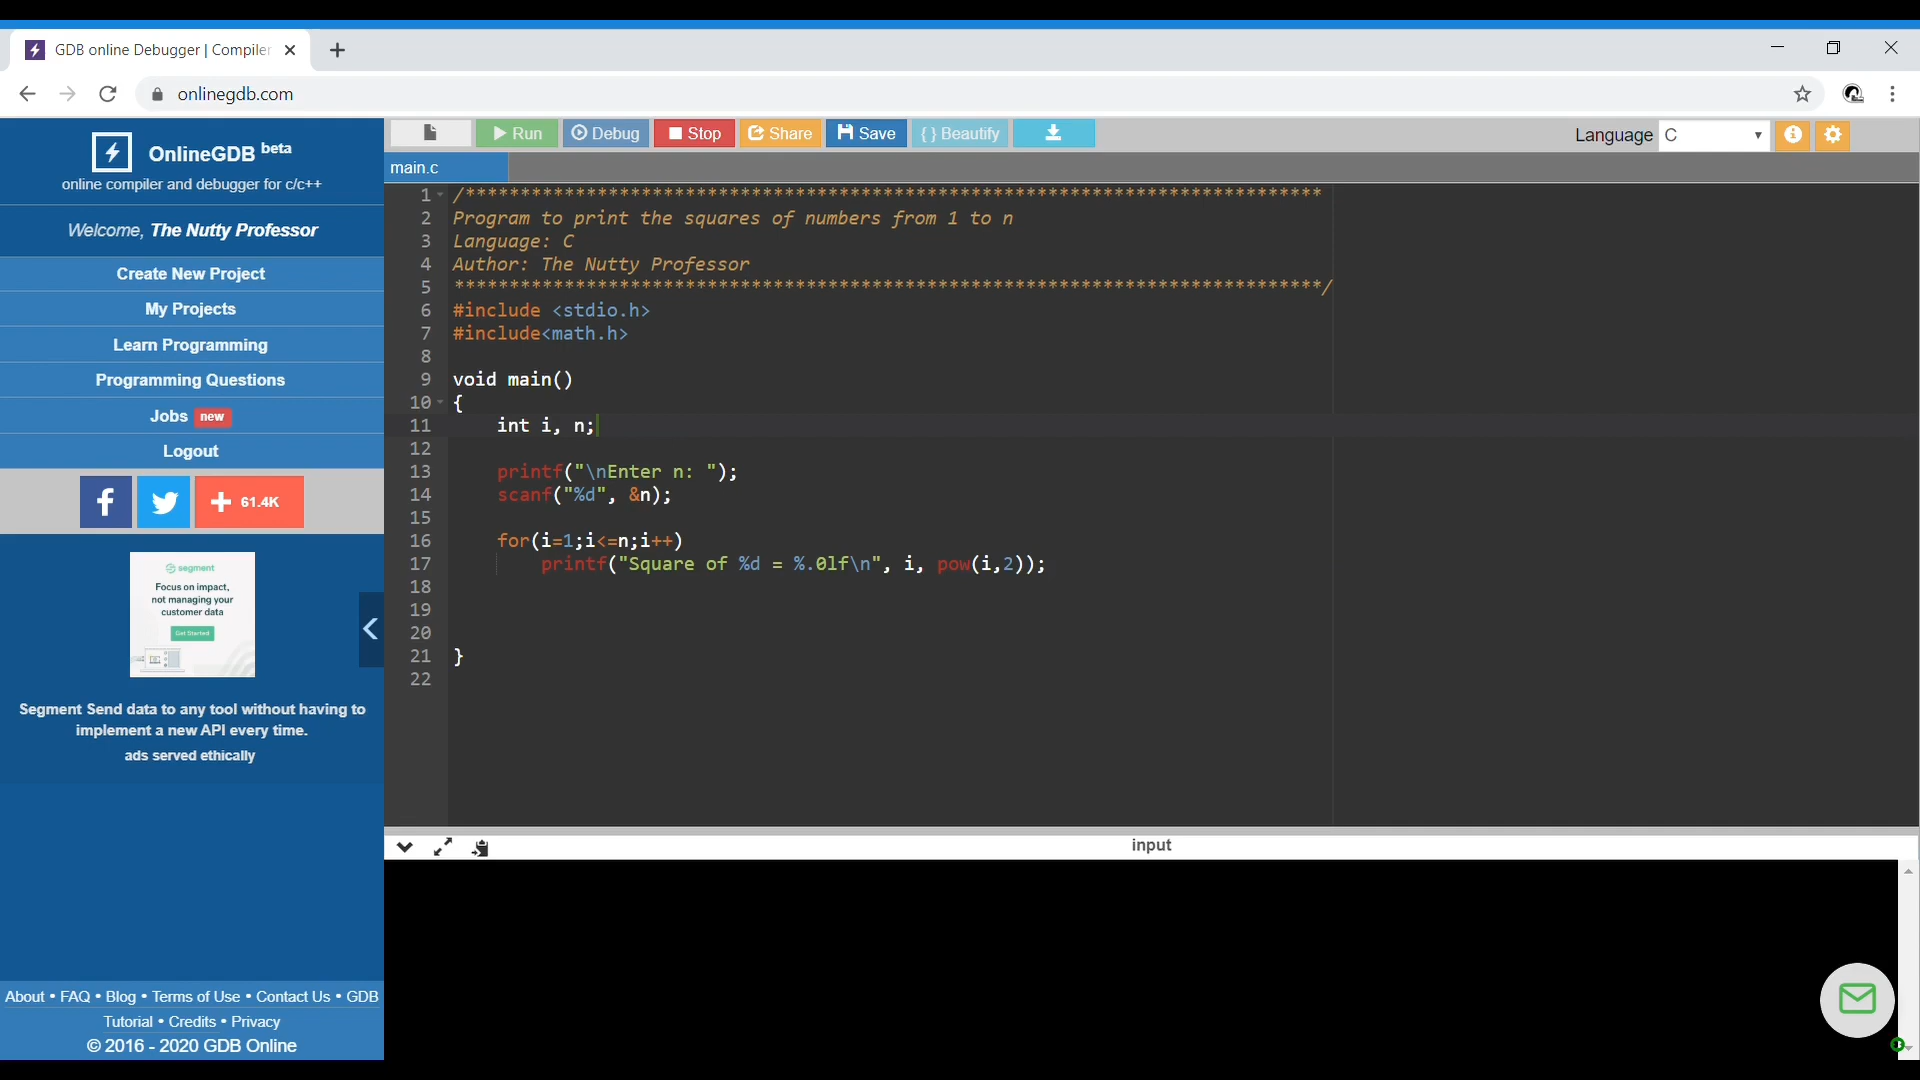 GDB online Debugger | Compiler
onlinegdb.com
OnlineGDB beta
online compiler and debugger for c/c++
Welcome, The Nutty Professor
Create New Project
My Projects
Learn Programming
Programming Questions
Jobs new
Logout
f
61.4K
segment
Focus on impact,
not managing your
customer data
Get Started
Segment Send data to any tool without having to
implement a new API every time.
ads served ethically
About • FAQ • Blog • Terms of Use • Contact Us • GDB
Tutorial • Credits • Privacy
© 2016 - 2020 GDB Online
Run Debug Stop Share Save {} Beautify Language C
main.c
1 /******************************************************************************
2 Program to print the squares of numbers from 1 to n
3 Language: C
4 Author: The Nutty Professor
5 *******************************************************************************/
6 #include <stdio.h>
7 #include<math.h>
8
9 void main()
10 {
11 int i, n;
12
13 printf("\nEnter n: ");
14 scanf("%d", &n);
15
16 for(i=1;i<=n;i++)
17 printf("Square of %d = %.0lf\n", i, pow(i,2));
18
19
20
21 }
22
input